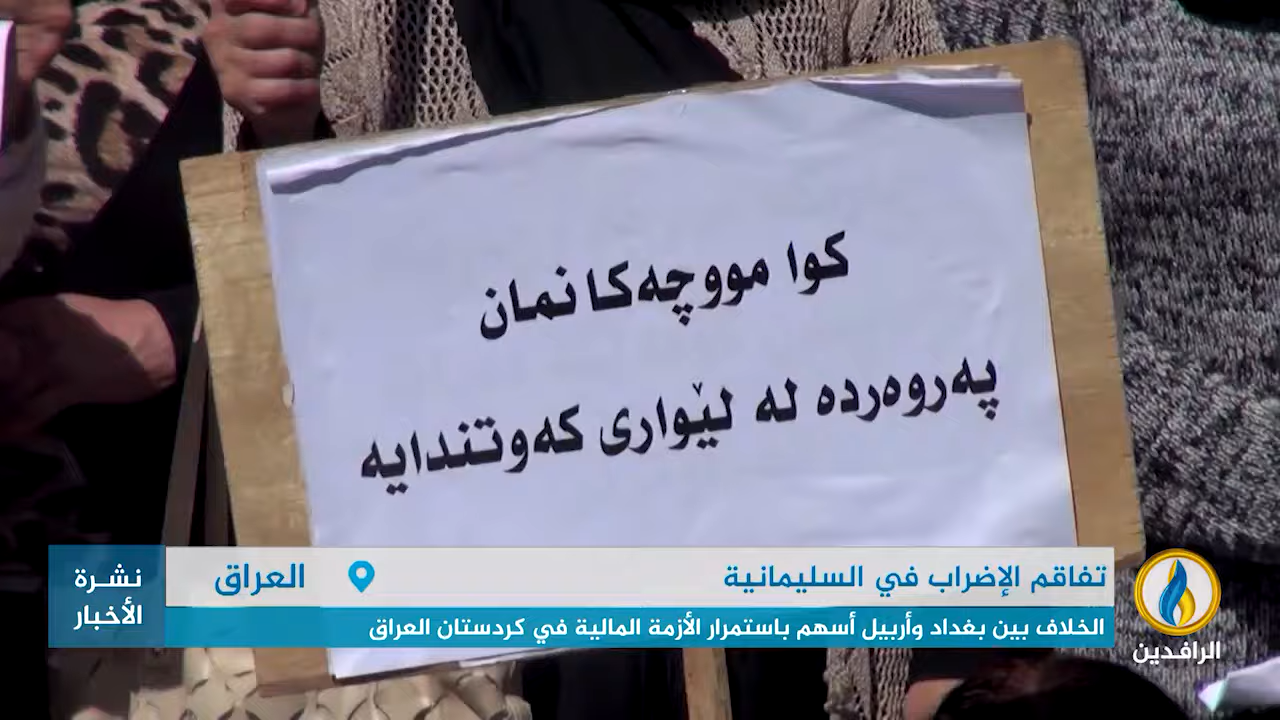 کوا مووچەکانمان
پەروەردە لە لێواری کەوتندایە
تفاقم الإضراب في السليمانية
العراق
الخلاف بين بغداد وأربيل أسهم باستمرار الأزمة المالية في كردستان العراق
نشرة
الأخبار
الرافدين